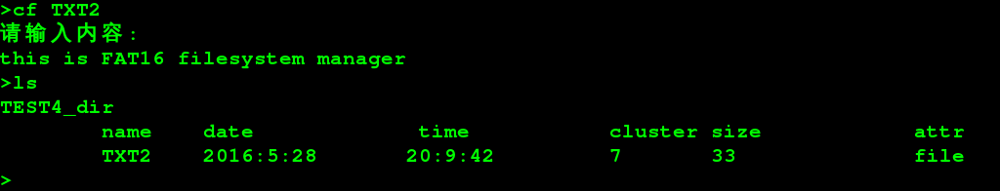 >cf TXT2
请输入内容:
this is FAT16 filesystem manager
>ls
TEST4_dir
name date time cluster size attr
TXT2 2016:5:28 20:9:42 7 33 file
>